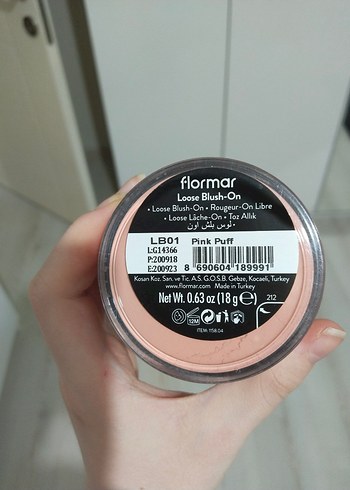 flormar
Loose Blush-On
• Loose Blush-On • Rougeur-On Libre
• Loose Lâche-On • Toz Allık
• لوس بلش اون
LB01 Pink Puff
L:G14366
P:200918
E:200923
8 690604 189991
Kosan Koz. San. ve Tic. A.S. G.O.S.B. Gebze, Kocaeli, Turkey
www.flormar.com Made in Turkey
Net Wt. 0.63 oz (18 g) e
212
12M
ITEM: 1158-04